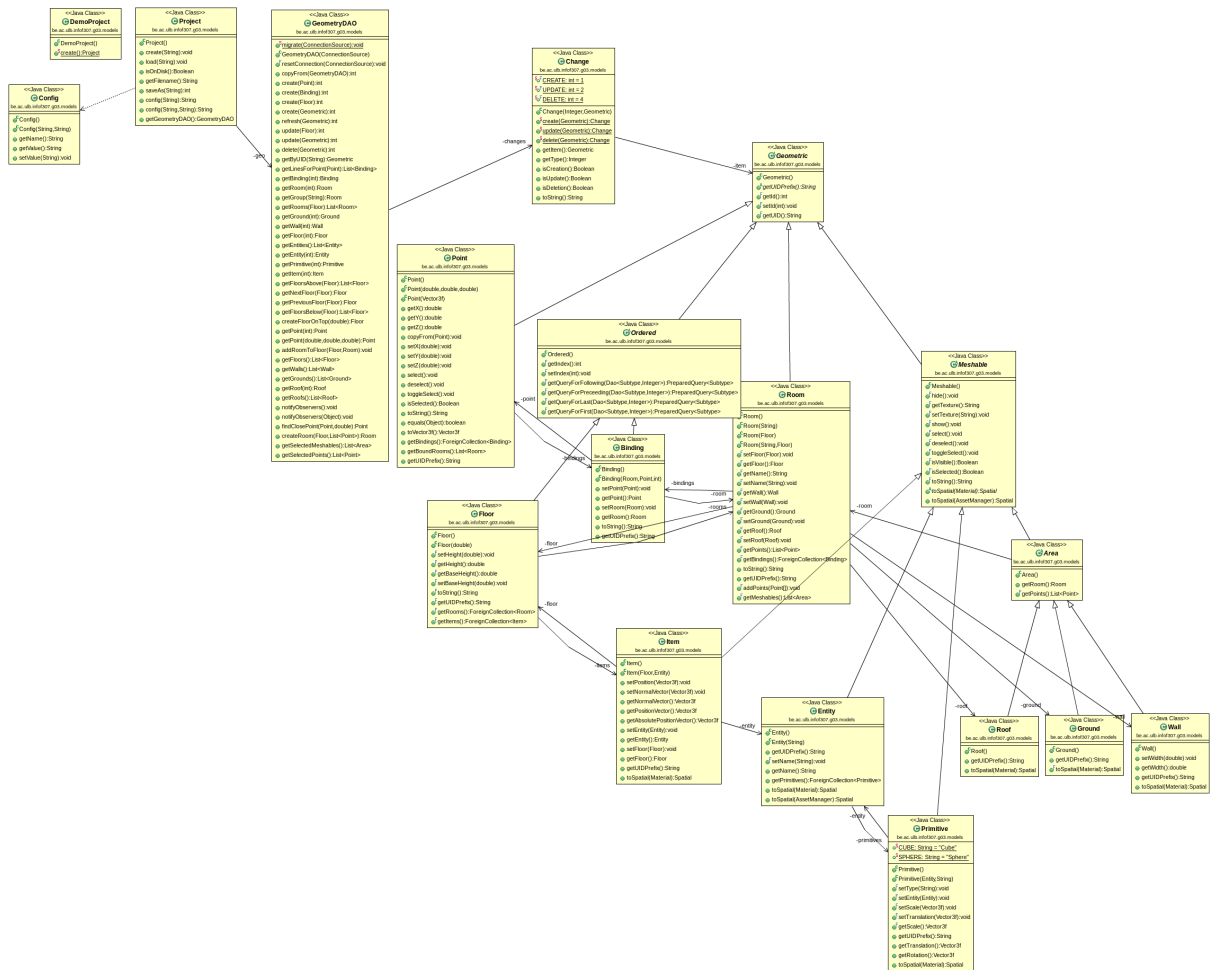 <<Java Class>>
DemoProject
be.ac.ulb.infof307.g03.models
DemoProject()
create():Project
<<Java Class>>
Project
be.ac.ulb.infof307.g03.models
Project()
create(String):void
load(String):void
isOnDisk():Boolean
getFilename():String
saveAs(String):int
config(String):String
config(String,String):String
getGeometryDAO():GeometryDAO
<<Java Class>>
Config
be.ac.ulb.infof307.g03.models
Config()
Config(String,String)
getName():String
getValue():String
setValue(String):void
-geo
<<Java Class>>
GeometryDAO
be.ac.ulb.infof307.g03.models
migrate(ConnectionSource):void
GeometryDAO(ConnectionSource)
resetConnection(ConnectionSource):void
copyFrom(GeometryDAO):int
create(Point):int
create(Binding):int
create(Floor):int
create(Geometric):int
refresh(Geometric):int
update(Floor):int
update(Geometric):int
delete(Geometric):int
getByUID(String):Geometric
getLinesForPoint(Point):List<Binding>
getBinding(int):Binding
getRoom(int):Room
getGroup(String):Room
getRooms(Floor):List<Room>
getGround(int):Ground
getWall(int):Wall
getFloor(int):Floor
getEntities():List<Entity>
getEntity(int):Entity
getPrimitive(int):Primitive
getItem(int):Item
getFloorsAbove(Floor):List<Floor>
getNextFloor(Floor):Floor
getPreviousFloor(Floor):Floor
getFloorsBelow(Floor):List<Floor>
createFloorOnTop(double):Floor
getPoint(int):Point
getPoint(double,double,double):Point
addRoomToFloor(Floor,Room):void
getFloors():List<Floor>
getWalls():List<Wall>
getGrounds():List<Ground>
getRoof(int):Roof
getRoofs():List<Roof>
notifyObservers():void
notifyObservers(Object):void
findClosePoint(Point,double):Point
createRoom(Floor,List<Point>):Room
getSelectedMeshables():List<Area>
getSelectedPoints():List<Point>
-changes
<<Java Class>>
Change
be.ac.ulb.infof307.g03.models
CREATE: int = 1
UPDATE: int = 2
DELETE: int = 4
Change(Integer,Geometric)
create(Geometric):Change
update(Geometric):Change
delete(Geometric):Change
getItem():Geometric
getType():Integer
isCreation():Boolean
isUpdate():Boolean
isDeletion():Boolean
toString():String
-item
<<Java Class>>
Geometric
be.ac.ulb.infof307.g03.models
Geometric()
getUIDPrefix():String
getId():int
setId(int):void
getUID():String
<<Java Class>>
Point
be.ac.ulb.infof307.g03.models
Point()
Point(double,double,double)
Point(Vector3f)
getX():double
getY():double
getZ():double
copyFrom(Point):void
setX(double):void
setY(double):void
setZ(double):void
select():void
deselect():void
toggleSelect():void
isSelected():Boolean
toString():String
equals(Object):boolean
toVector3f():Vector3f
getBindings():ForeignCollection<Binding>
getBoundRooms():List<Room>
getUIDPrefix():String
<<Java Class>>
Ordered
be.ac.ulb.infof307.g03.models
Ordered()
getIndex():int
setIndex(int):void
getQueryForFollowing(Dao<Subtype,Integer>):PreparedQuery<Subtype>
getQueryForPreceeding(Dao<Subtype,Integer>):PreparedQuery<Subtype>
getQueryForLast(Dao<Subtype,Integer>):PreparedQuery<Subtype>
getQueryForFirst(Dao<Subtype,Integer>):PreparedQuery<Subtype>
-point
-bindings
<<Java Class>>
Binding
be.ac.ulb.infof307.g03.models
Binding()
Binding(Room,Point,int)
setPoint(Point):void
getPoint():Point
setRoom(Room):void
getRoom():Room
toString():String
getUIDPrefix():String
-bindings
-room
-rooms
<<Java Class>>
Room
be.ac.ulb.infof307.g03.models
Room()
Room(String)
Room(Floor)
Room(String,Floor)
setFloor(Floor):void
getFloor():Floor
getName():String
setName(String):void
getWall():Wall
setWall(Wall):void
getGround():Ground
setGround(Ground):void
getRoof():Roof
setRoof(Roof):void
getPoints():List<Point>
getBindings():ForeignCollection<Binding>
toString():String
getUIDPrefix():String
addPoints(Point[]):void
getMeshables():List<Area>
<<Java Class>>
Meshable
be.ac.ulb.infof307.g03.models
Meshable()
hide():void
getTexture():String
setTexture(String):void
show():void
select():void
deselect():void
toggleSelect():void
isVisible():Boolean
isSelected():Boolean
toString():String
toSpatial(Material):Spatial
toSpatial(AssetManager):Spatial
<<Java Class>>
Floor
be.ac.ulb.infof307.g03.models
Floor()
Floor(double)
setHeight(double):void
getHeight():double
getBaseHeight():double
setBaseHeight(double):void
toString():String
getUIDPrefix():String
getRooms():ForeignCollection<Room>
getItems():ForeignCollection<Item>
-floor
-floor
-items
-room
<<Java Class>>
Area
be.ac.ulb.infof307.g03.models
Area()
getRoom():Room
getPoints():List<Point>
<<Java Class>>
Item
be.ac.ulb.infof307.g03.models
Item()
Item(Floor,Entity)
setPosition(Vector3f):void
setNormalVector(Vector3f):void
getNormalVector():Vector3f
getPositionVector():Vector3f
getAbsolutePositionVector():Vector3f
setEntity(Entity):void
getEntity():Entity
setFloor(Floor):void
getFloor():Floor
getUIDPrefix():String
toSpatial(Material):Spatial
-entity
<<Java Class>>
Entity
be.ac.ulb.infof307.g03.models
Entity()
Entity(String)
getUIDPrefix():String
setName(String):void
getName():String
getPrimitives():ForeignCollection<Primitive>
toSpatial(Material):Spatial
toSpatial(AssetManager):Spatial
-entity
-primitives
-roof
-ground
-wall
<<Java Class>>
Roof
be.ac.ulb.infof307.g03.models
Roof()
getUIDPrefix():String
toSpatial(Material):Spatial
<<Java Class>>
Ground
be.ac.ulb.infof307.g03.models
Ground()
getUIDPrefix():String
toSpatial(Material):Spatial
<<Java Class>>
Wall
be.ac.ulb.infof307.g03.models
Wall()
setWidth(double):void
getWidth():double
getUIDPrefix():String
toSpatial(Material):Spatial
<<Java Class>>
Primitive
be.ac.ulb.infof307.g03.models
CUBE: String = "Cube"
SPHERE: String = "Sphere"
Primitive()
Primitive(Entity,String)
setType(String):void
setEntity(Entity):void
setScale(Vector3f):void
setTranslation(Vector3f):void
getScale():Vector3f
getUIDPrefix():String
getTranslation():Vector3f
getRotation():Vector3f
toSpatial(Material):Spatial